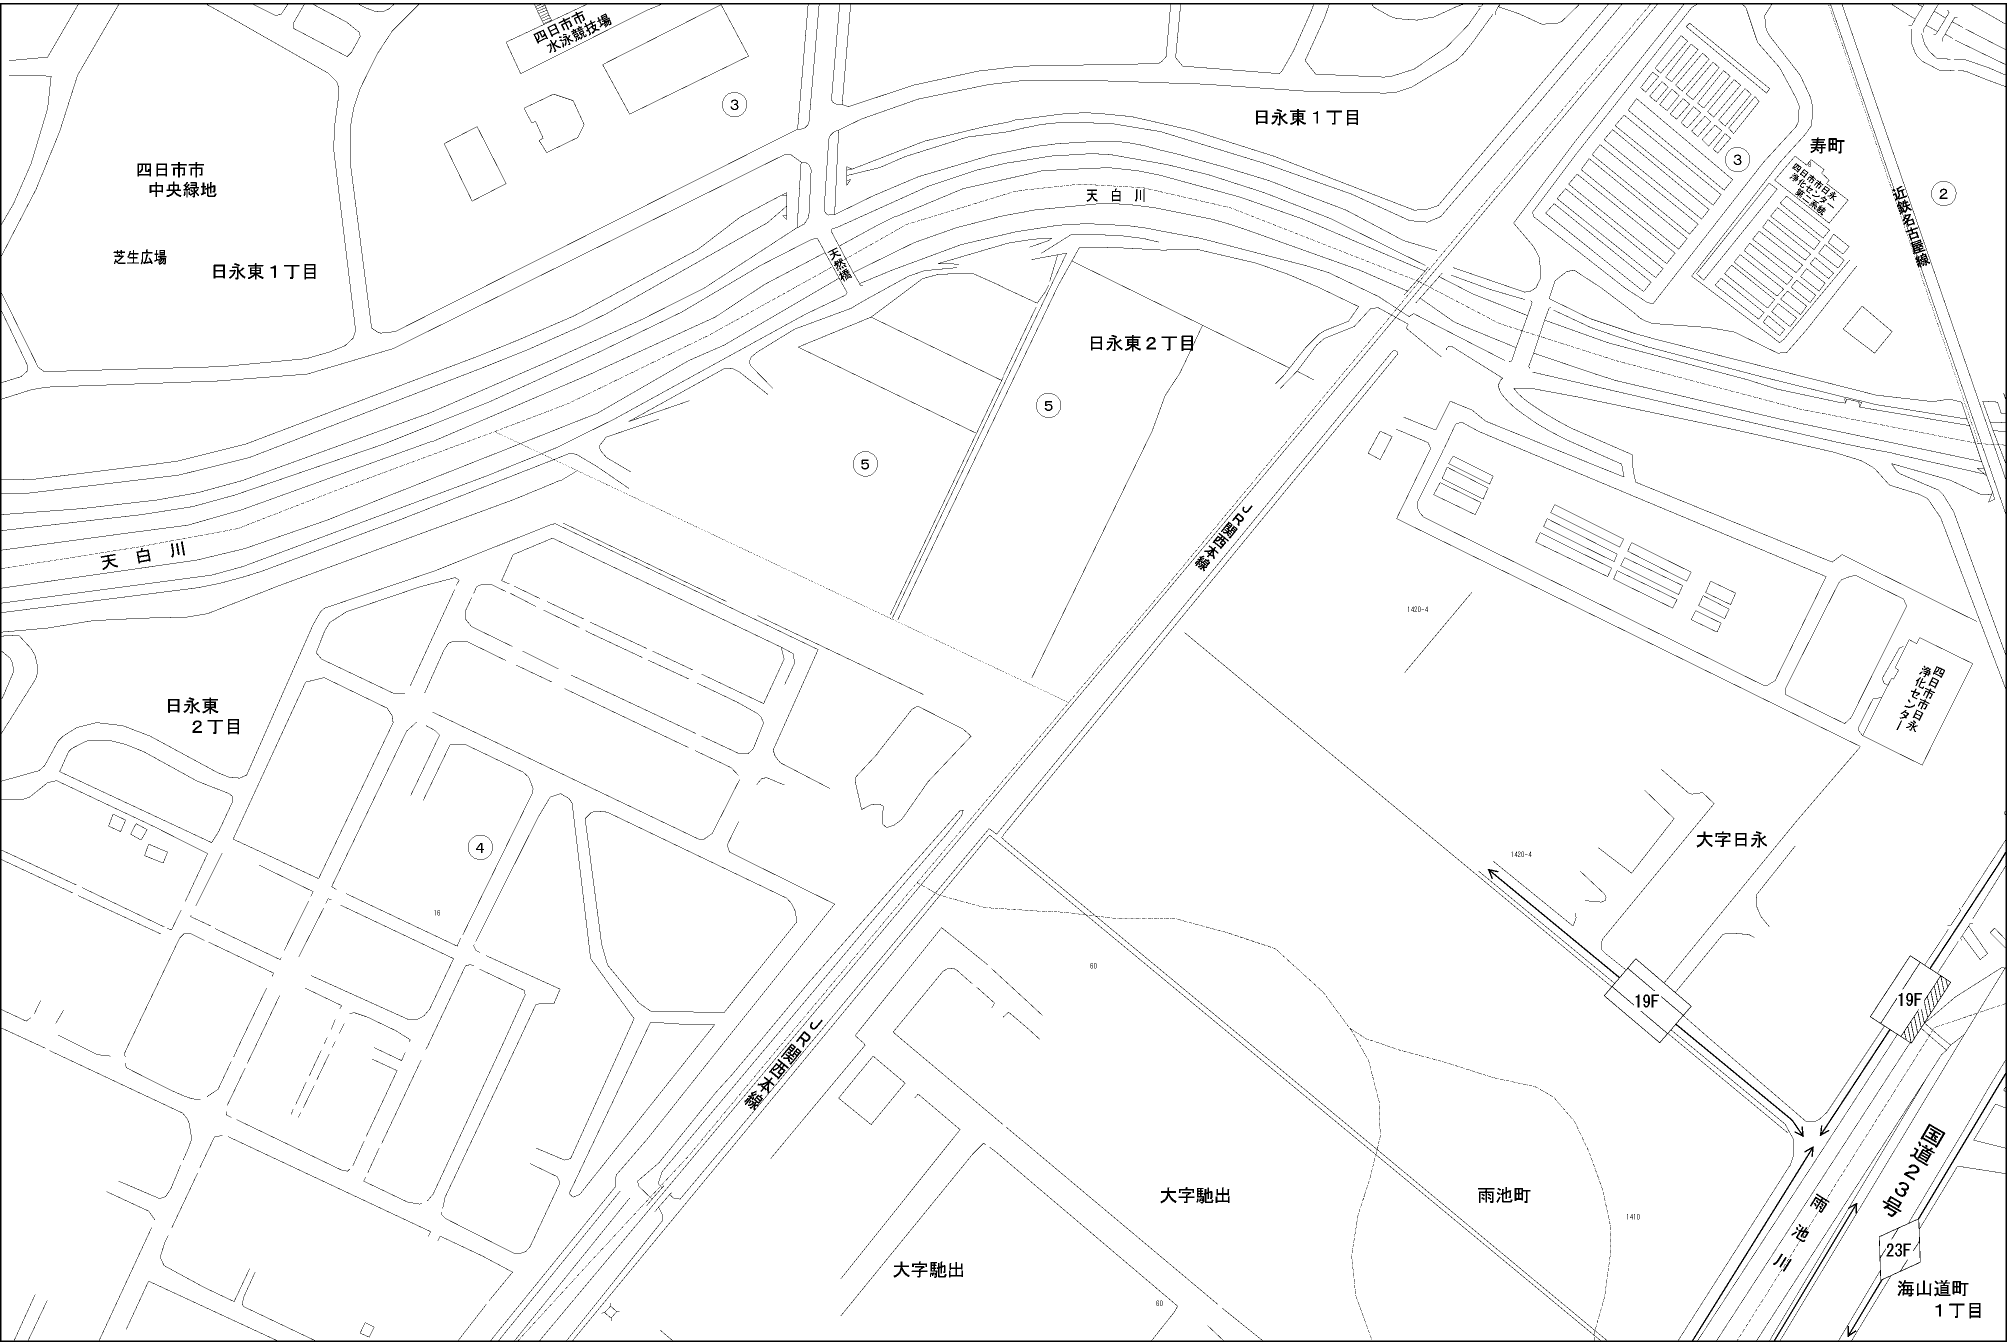 四日市市
水泳競技場
③
日永東１丁目
③
寿町
四日市市日永
浄化センター
第二系統
②
近鉄名古屋線
四日市市
中央緑地
芝生広場
日永東１丁目
天白川
天然橋
日永東２丁目
⑤
⑤
JR関西本線
天白川
1420-4
四日市市日永
浄化センター
日永東
２丁目
④
16
大字日永
1420-4
60
19F
19F
JR関西本線
国道２３号
大字馳出
雨池町
1410
雨池川
23F
大字馳出
海山道町
１丁目
60